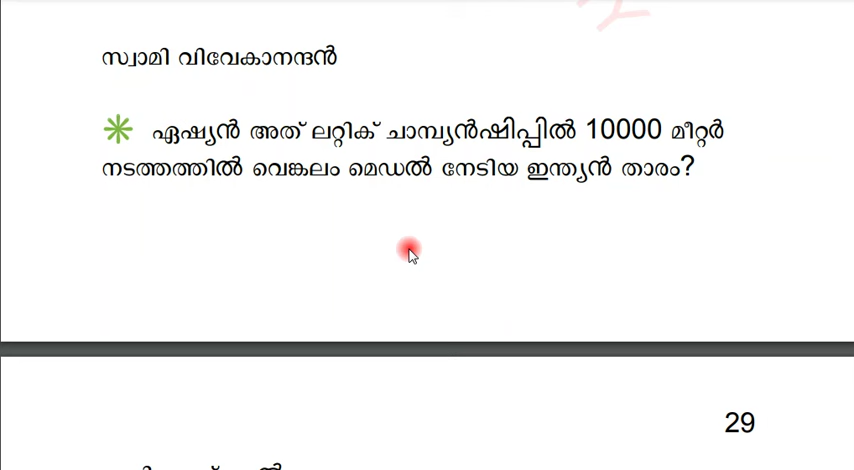 സ്വാമി വിവേകാനന്ദൻ
ഏഷ്യൻ അത് ലറ്റിക് ചാമ്പ്യൻഷിപ്പിൽ 10000 മീറ്റർ
നടത്തത്തിൽ വെങ്കലം മെഡൽ നേടിയ ഇന്ത്യൻ താരം?
29